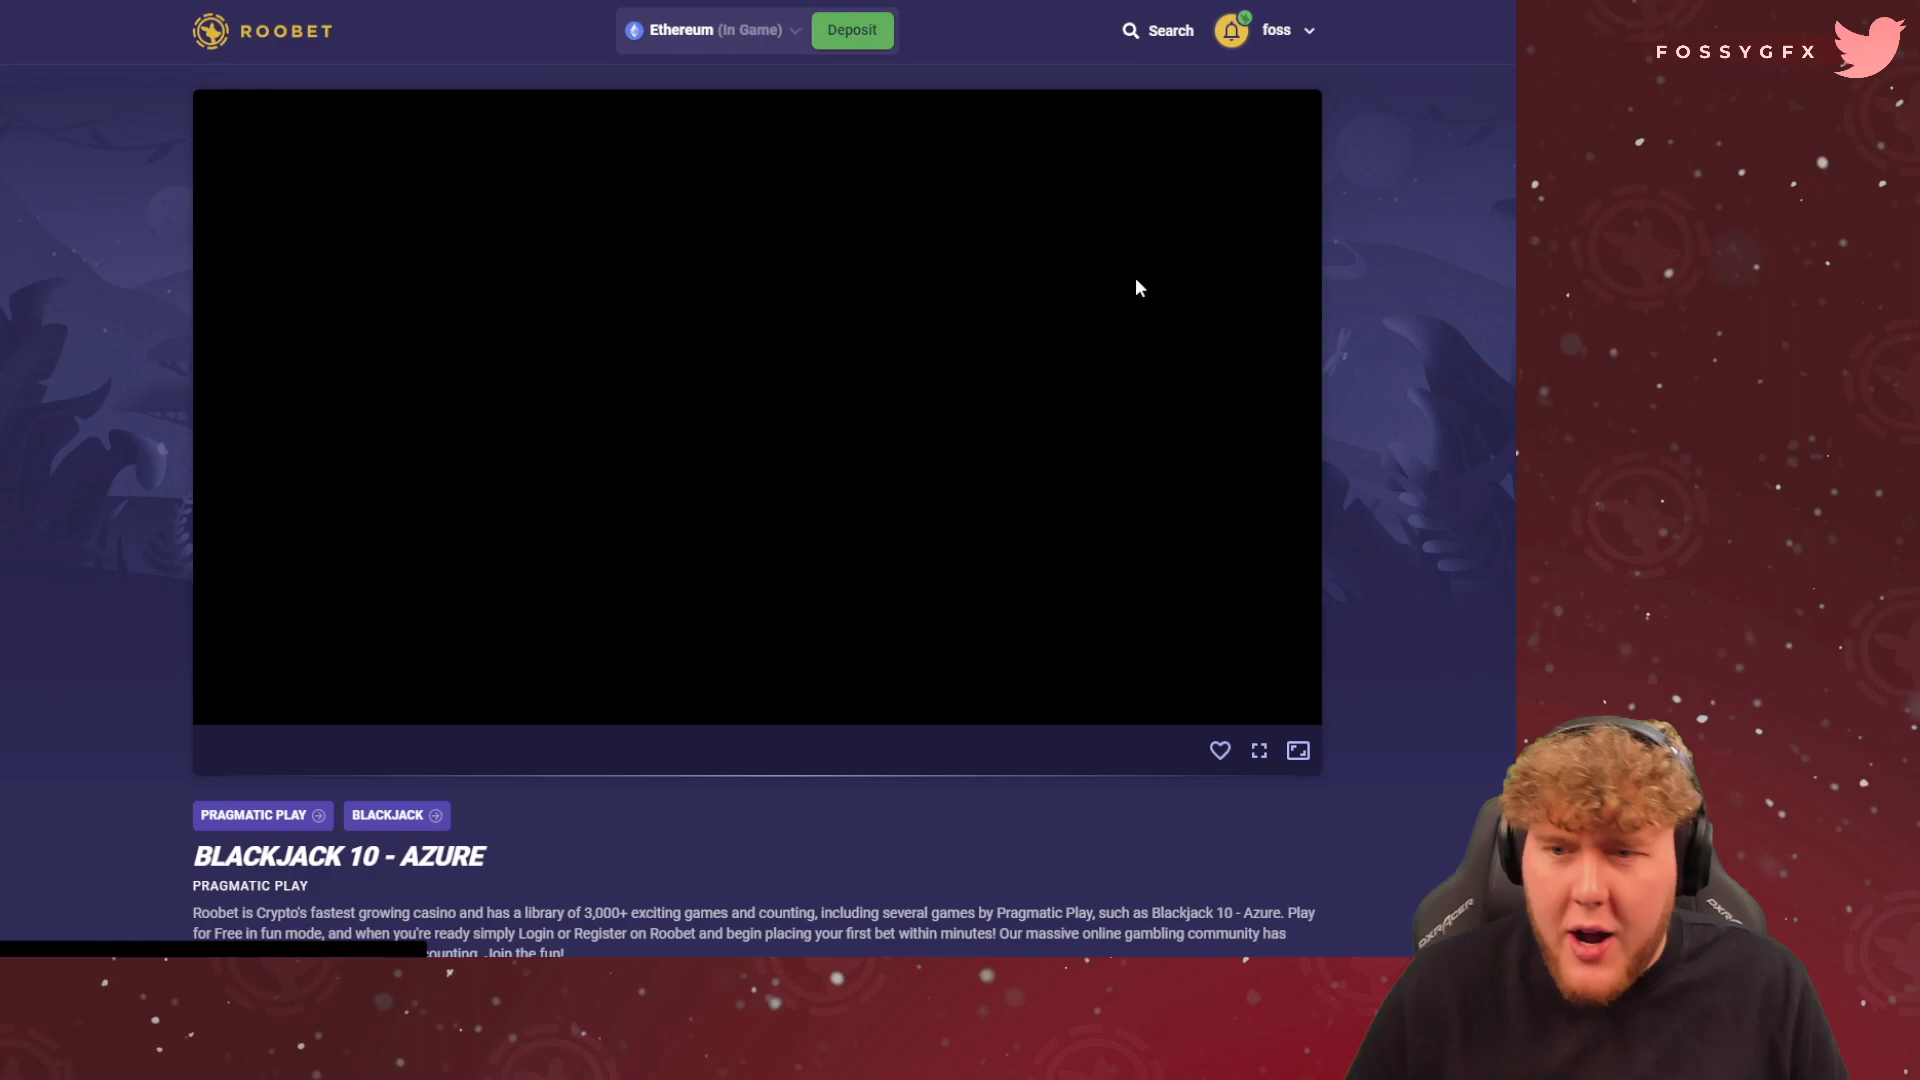 ROOBET
Ethereum (In Game)
Deposit
Search
foss
FOSSYGFX
PRAGMATIC PLAY
BLACKJACK
BLACKJACK 10 - AZURE
PRAGMATIC PLAY
Roobet is Crypto's fastest growing casino and has a library of 3,000+ exciting games and counting, including several games by Pragmatic Play, such as Blackjack 10 - Azure. Play
for Free in fun mode, and when you're ready simply Login or Register on Roobet and begin placing your first bet within minutes! Our massive online gambling community has
counting. Join the fun!
DXRACER
DXR